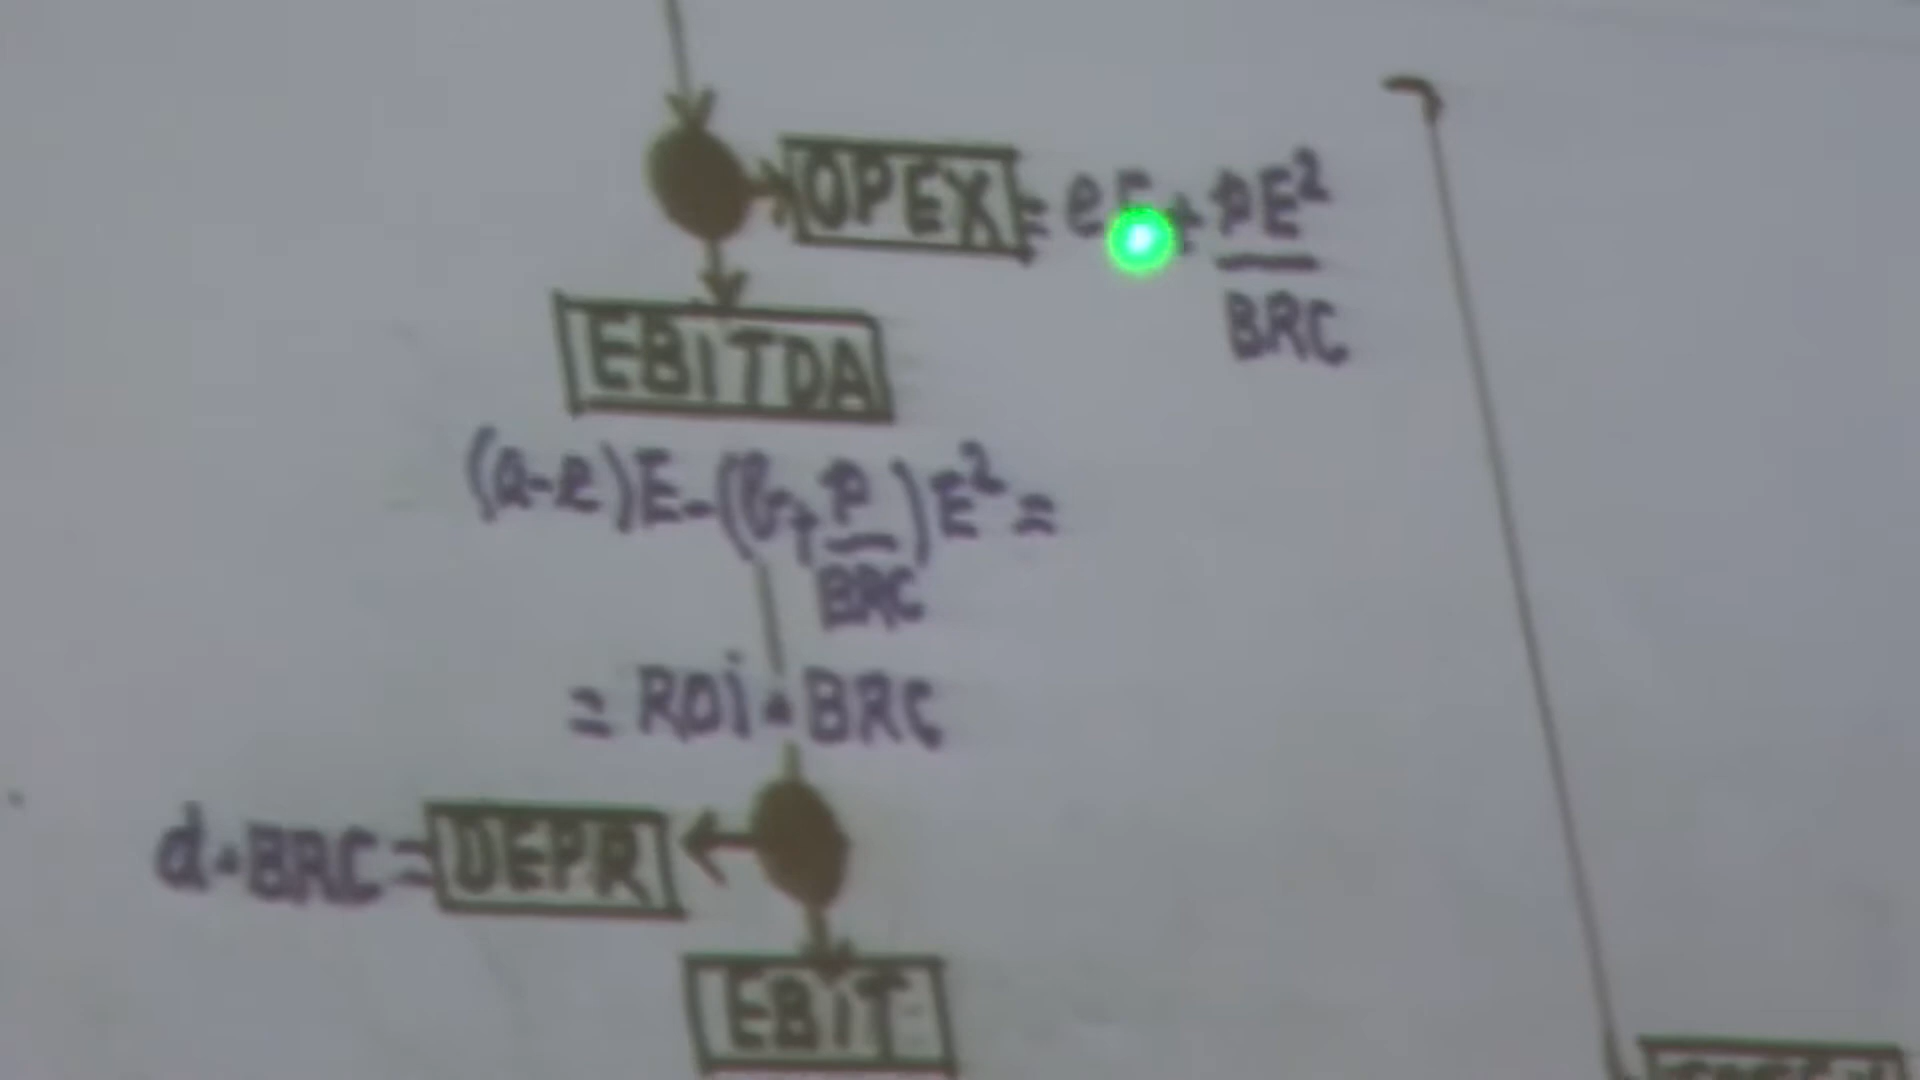 OPEX = eE + pE²
BRC
EBITDA
(a-e)E-(b+p/BRC)E² =
= ROi • BRC
d • BRC = DEPR
EBiT